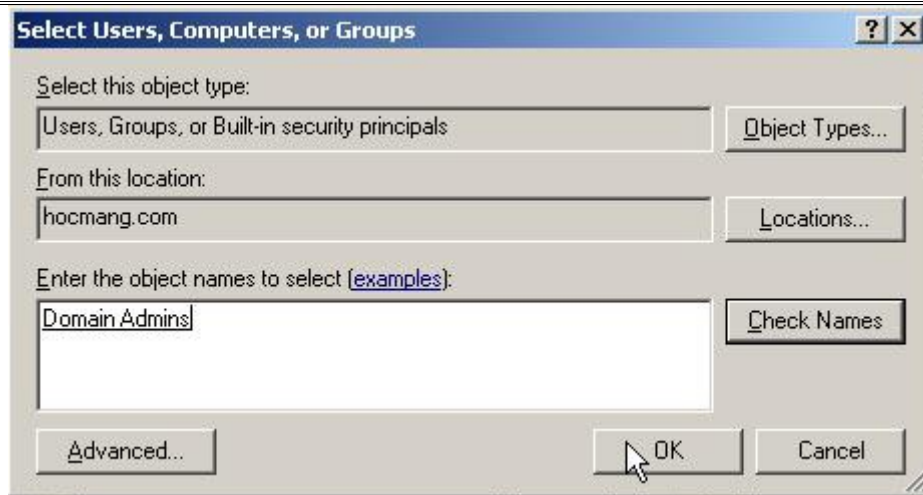 Select Users, Computers, or Groups
Select this object type:
Users, Groups, or Built-in security principals
Object Types...
From this location:
hocmang.com
Locations...
Enter the object names to select (examples):
Domain Admins
Check Names
Advanced...
OK
Cancel